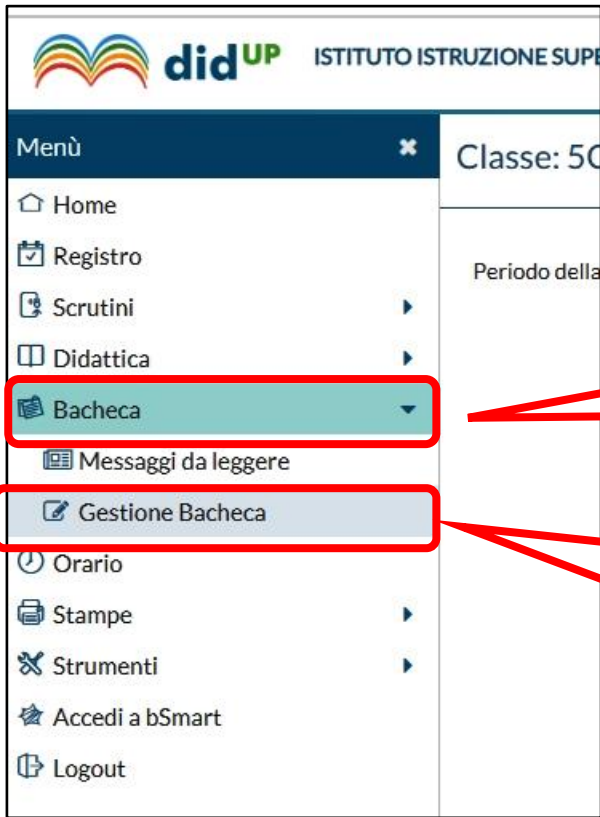 didUP ISTITUTO ISTRUZIONE SUPE
Menù
Classe: 5C
Home
Registro
Periodo della
Scrutini
Didattica
Bacheca
Messaggi da leggere
Gestione Bacheca
Orario
Stampe
Strumenti
Accedi a bSmart
Logout